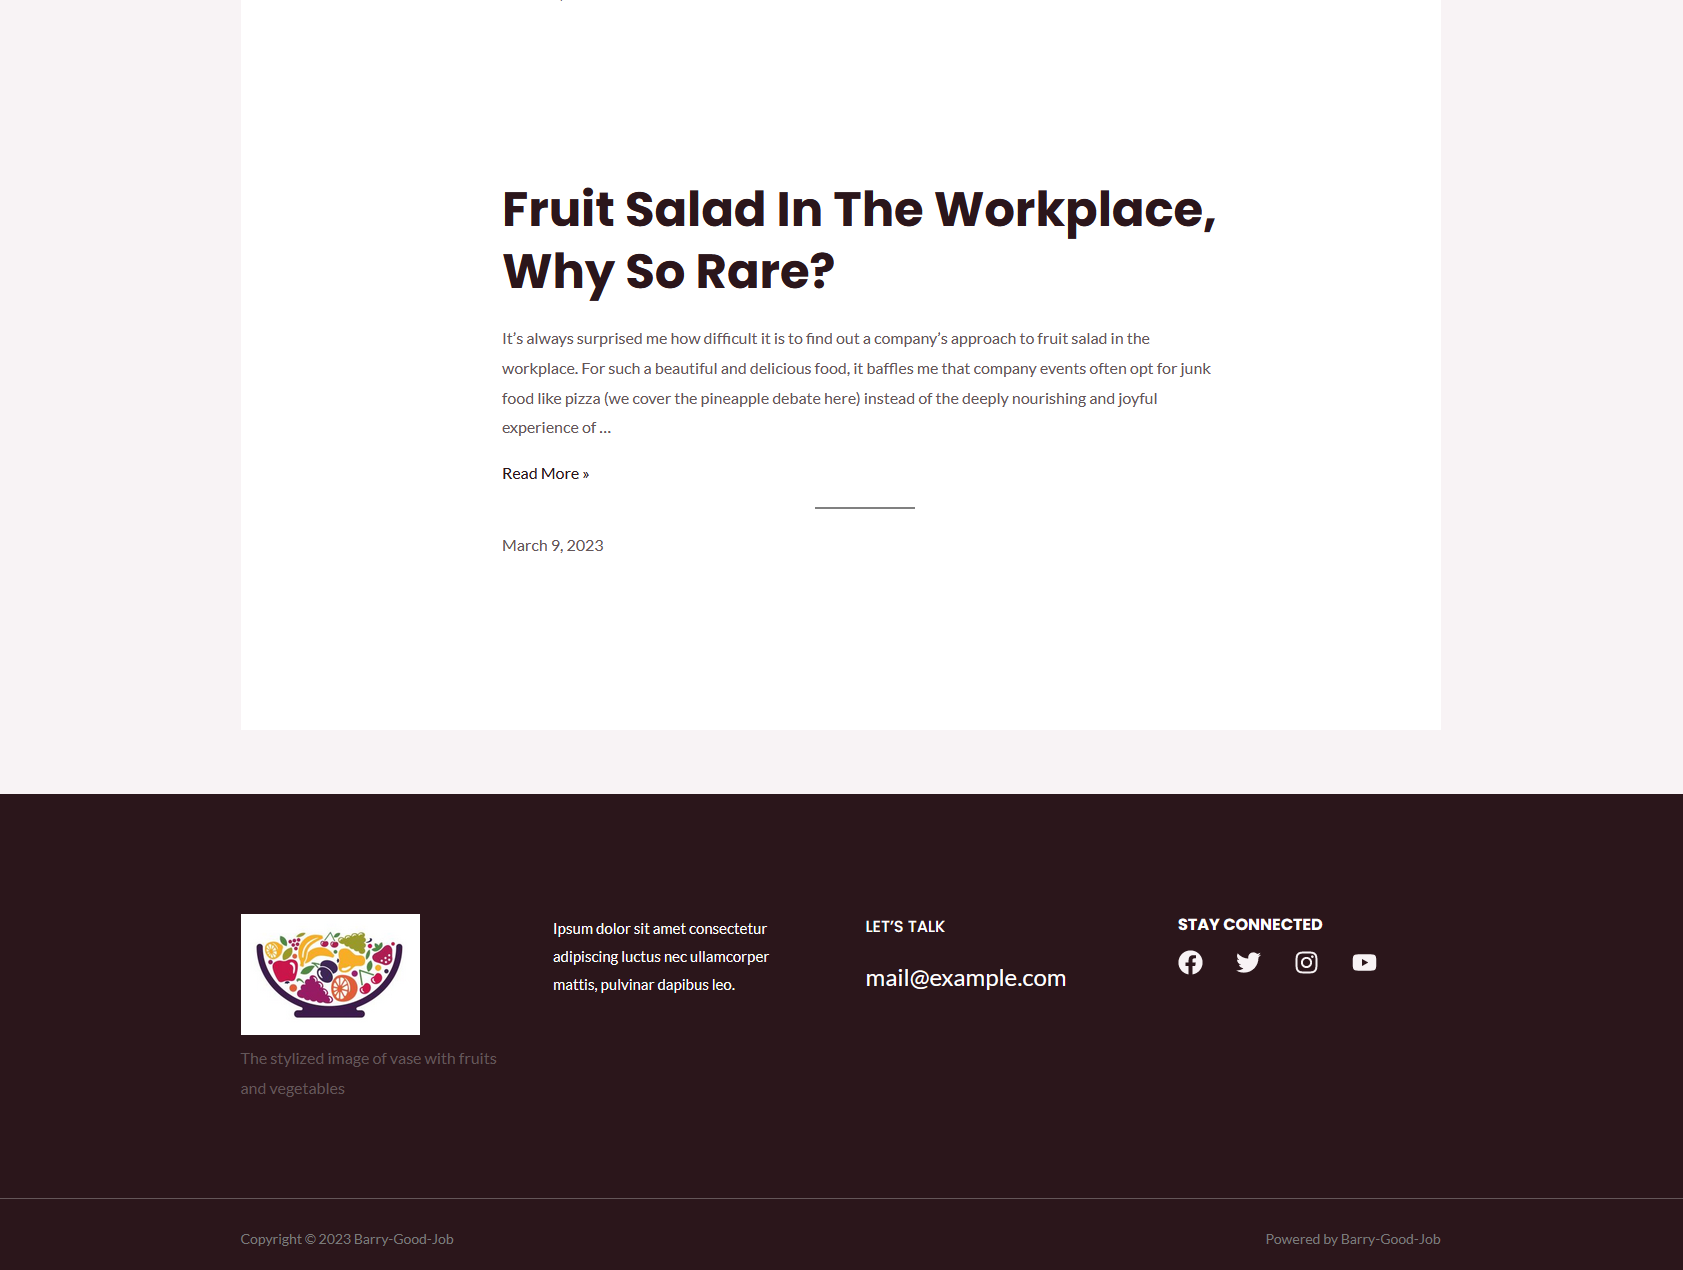 Fruit Salad In The Workplace,
Why So Rare?
It’s always surprised me how difficult it is to find out a company’s approach to fruit salad in the
workplace. For such a beautiful and delicious food, it baffles me that company events often opt for junk
food like pizza (we cover the pineapple debate here) instead of the deeply nourishing and joyful
experience of …
Read More »
March 9, 2023
The stylized image of vase with fruits
and vegetables
Ipsum dolor sit amet consectetur
adipiscing luctus nec ullamcorper
mattis, pulvinar dapibus leo.
LET’S TALK
mail@example.com
STAY CONNECTED
Copyright © 2023 Barry-Good-Job
Powered by Barry-Good-Job